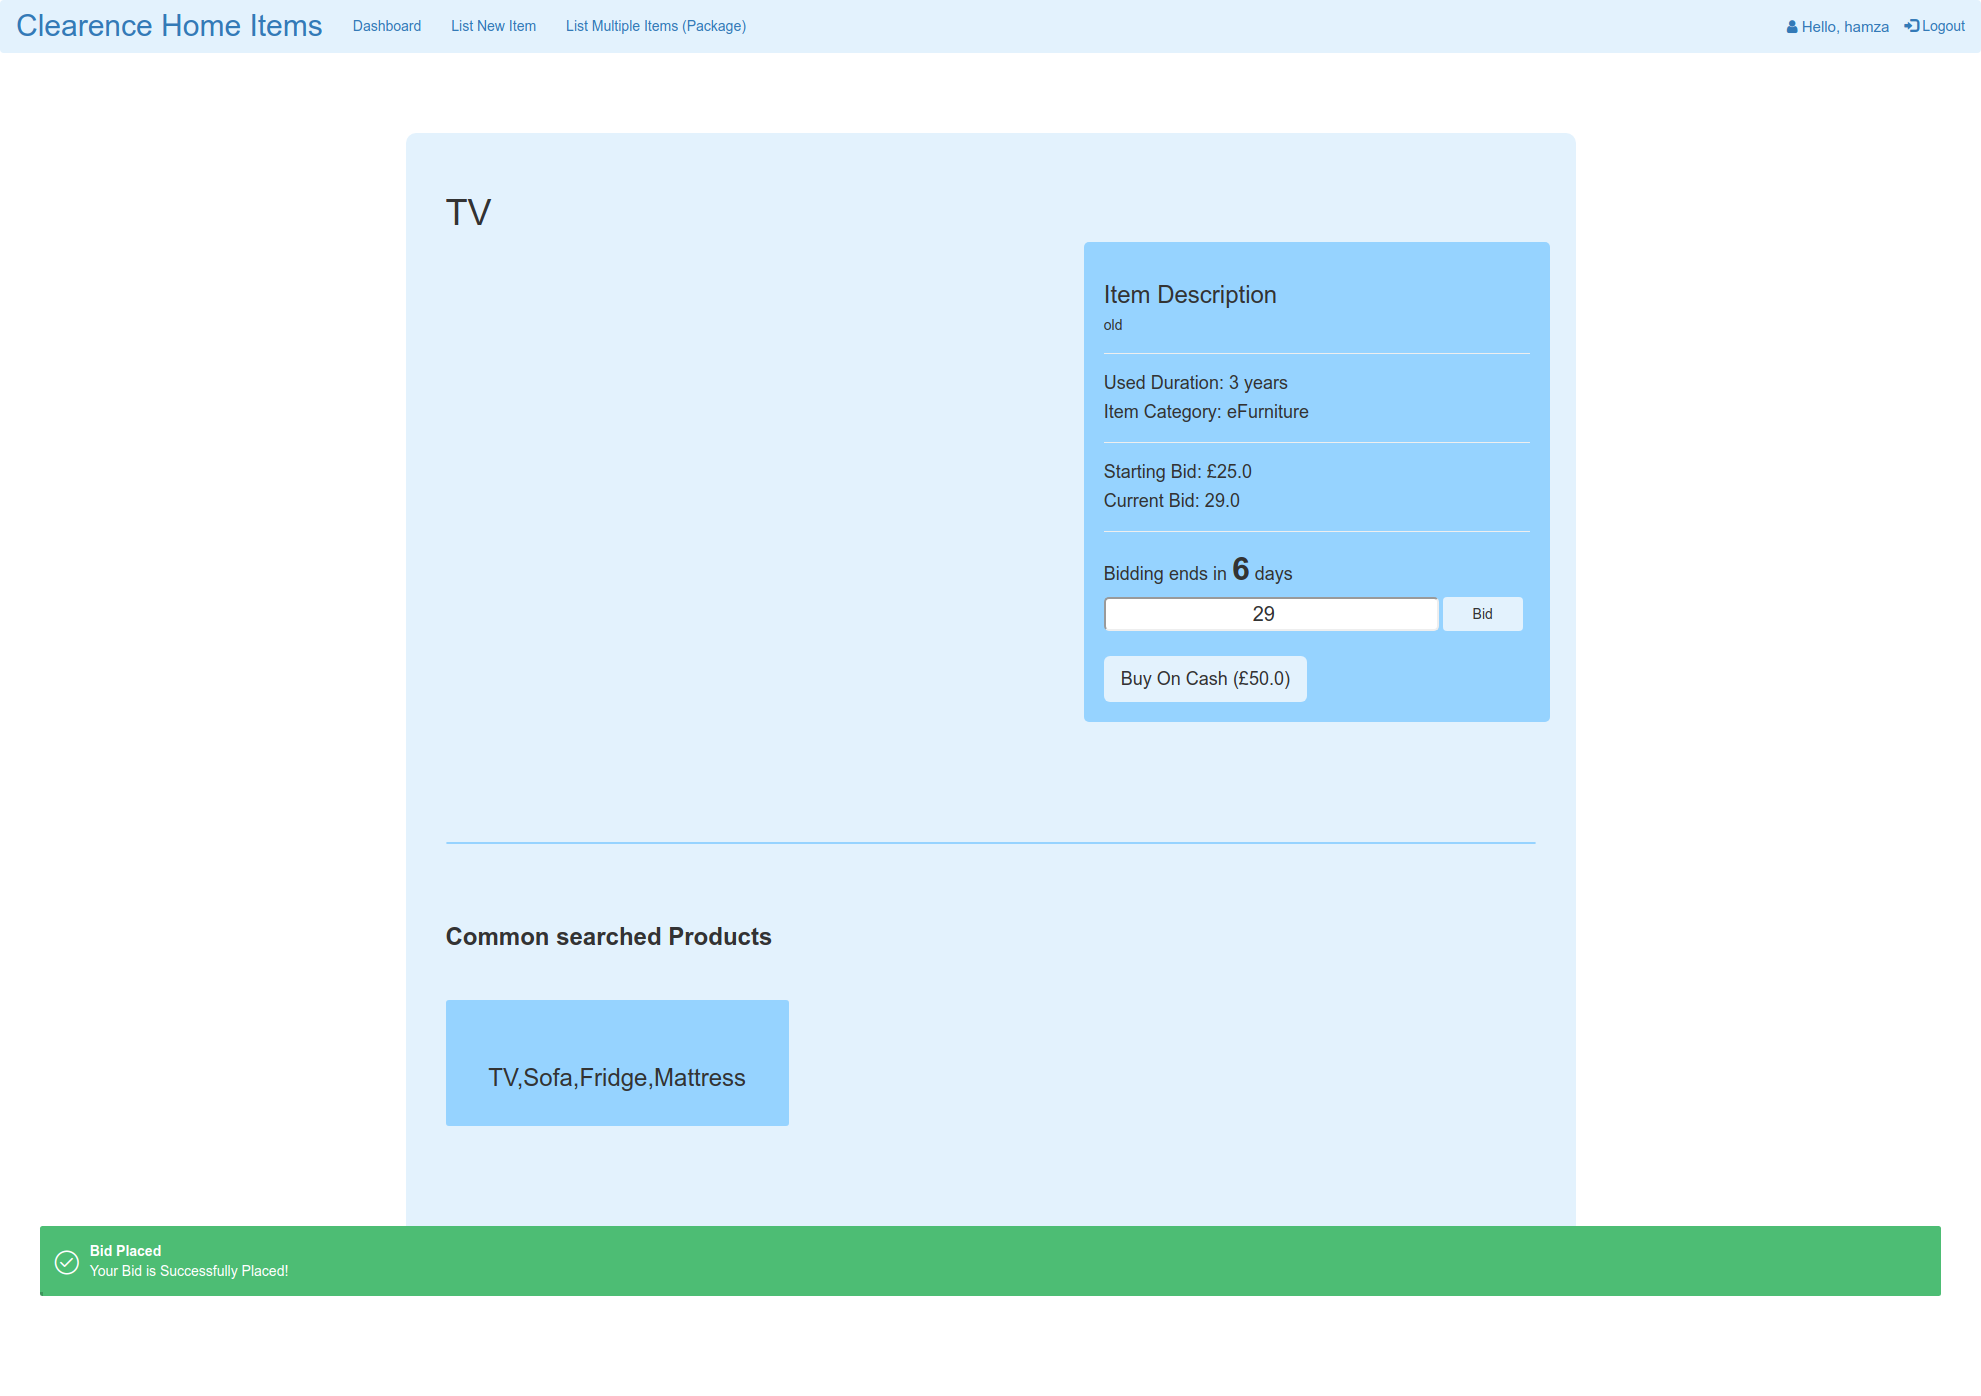 Clearence Home Items Dashboard List New Item List Multiple Items (Package) Hello, hamza Logout
TV
Item Description
old
Used Duration: 3 years
Item Category: eFurniture
Starting Bid: £25.0
Current Bid: 29.0
Bidding ends in 6 days
29 Bid
Buy On Cash (£50.0)
Common searched Products
TV,Sofa,Fridge,Mattress
Bid Placed
Your Bid is Successfully Placed!